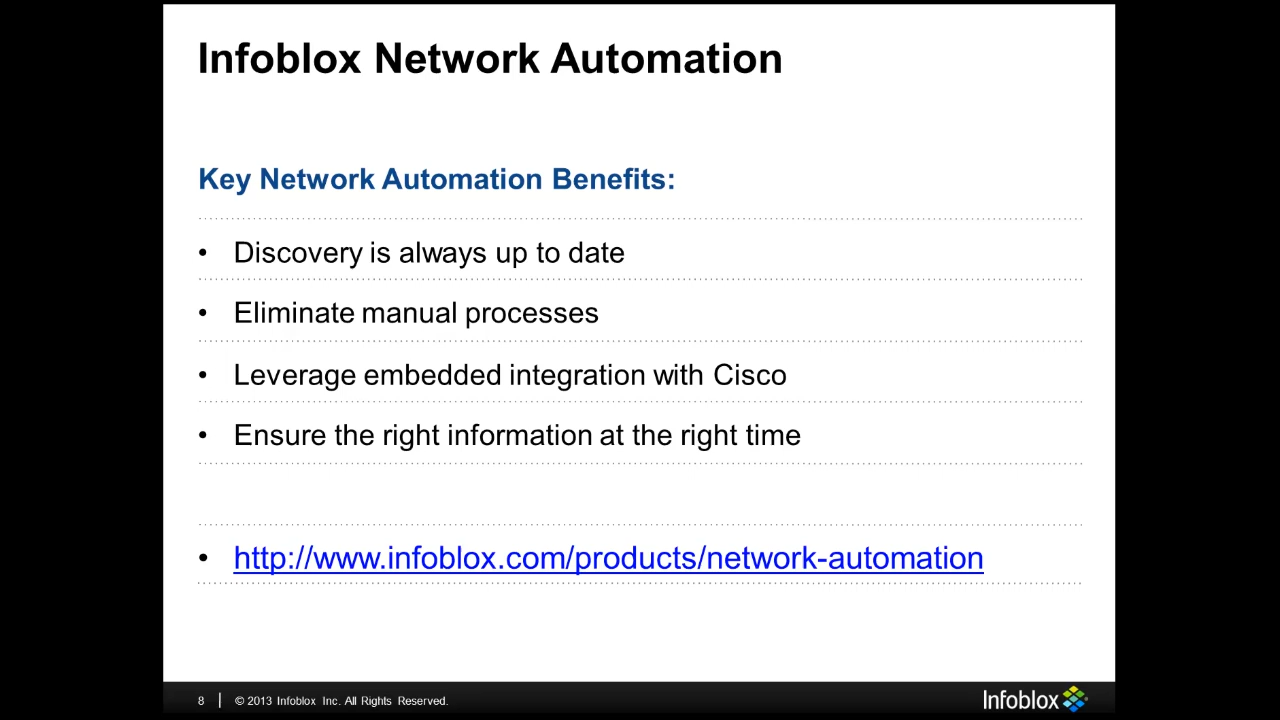 Infoblox Network Automation
Key Network Automation Benefits:
• Discovery is always up to date
• Eliminate manual processes
• Leverage embedded integration with Cisco
• Ensure the right information at the right time
• http://www.infoblox.com/products/network-automation
8 | © 2013 Infoblox Inc. All Rights Reserved.
Infoblox